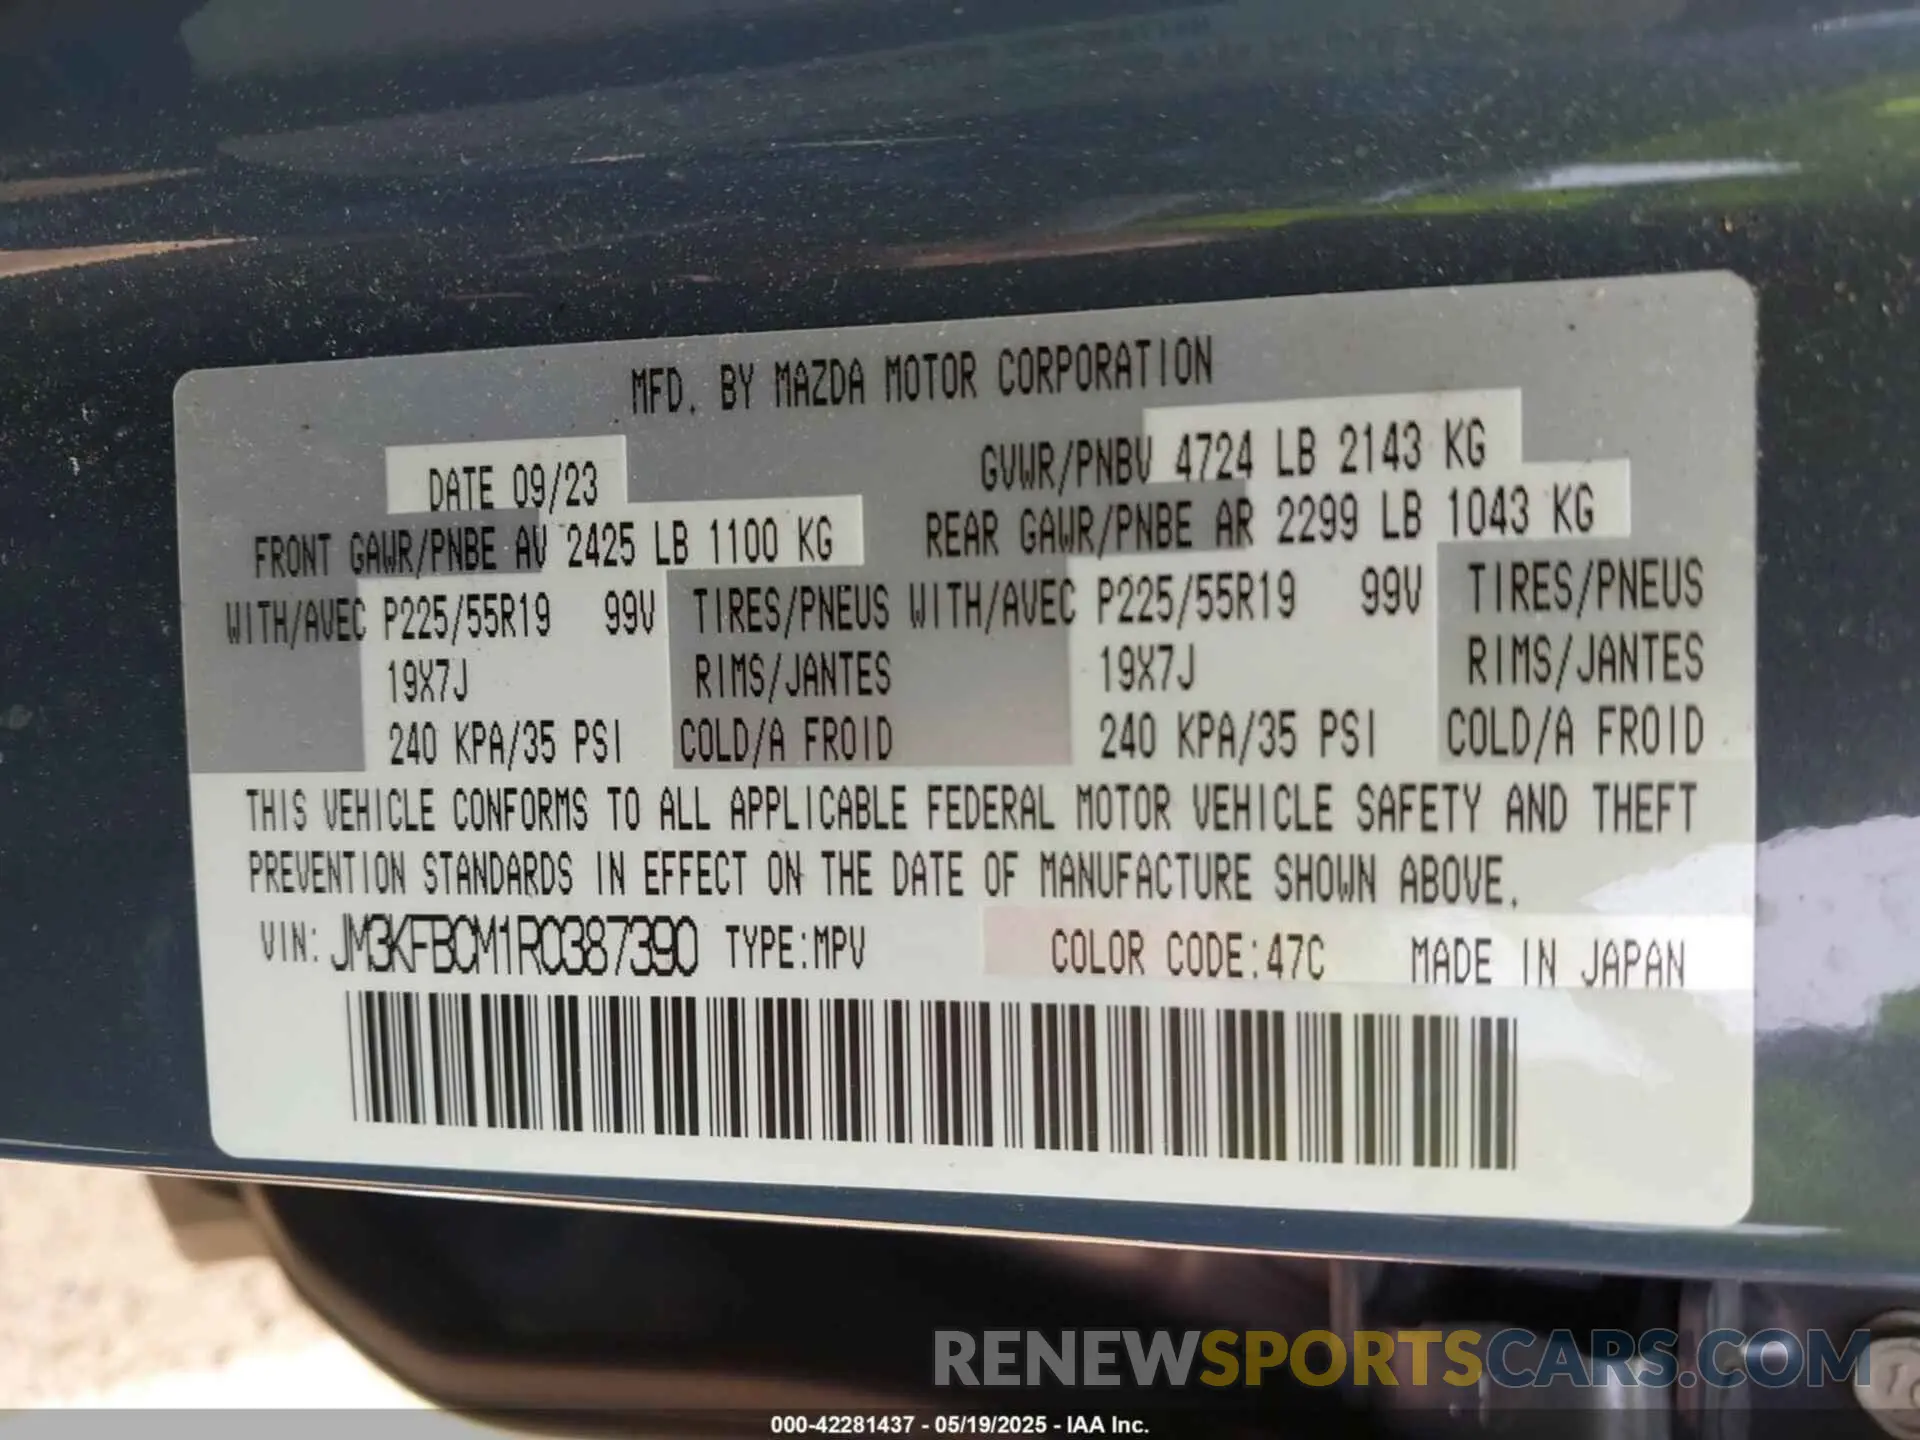 MFD. BY MAZDA MOTOR CORPORATION
DATE 09/23 GVWR/PNBV 4724 LB 2143 KG
FRONT GAWR/PNBE AV 2425 LB 1100 KG REAR GAWR/PNBE AR 2299 LB 1043 KG
WITH/AVEC P225/55R19 99V TIRES/PNEUS WITH/AVEC P225/55R19 99V TIRES/PNEUS
19X7J RIMS/JANTES 19X7J RIMS/JANTES
240 KPA/35 PSI COLD/A FROID 240 KPA/35 PSI COLD/A FROID
THIS VEHICLE CONFORMS TO ALL APPLICABLE FEDERAL MOTOR VEHICLE SAFETY AND THEFT
PREVENTION STANDARDS IN EFFECT ON THE DATE OF MANUFACTURE SHOWN ABOVE.
VIN: JM3KFBCM1R0387390 TYPE:MPV COLOR CODE:47C MADE IN JAPAN
RENEWSPORTSCARS.COM
000-42281437 - 05/19/2025 - IAA Inc.